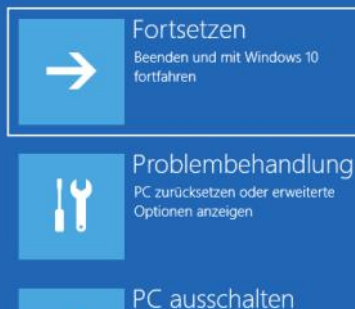 Fortsetzen
Beenden und mit Windows 10
fortfahren
Problembehandlung
PC zurücksetzen oder erweiterte
Optionen anzeigen
PC ausschalten